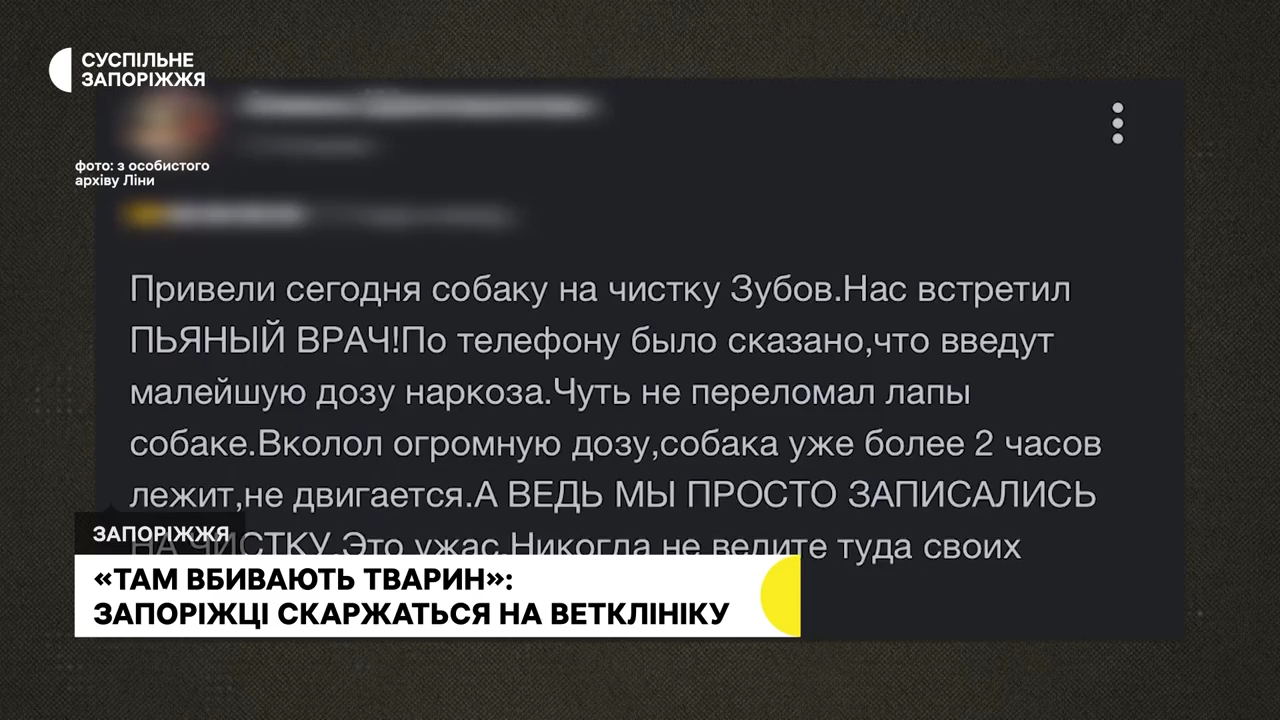 СУСПІЛЬНЕ
ЗАПОРІЖЖЯ
фото: з особистого
архіву Ліни
Привели сегодня собаку на чистку Зубов.Нас встретил
ПЬЯНЫЙ ВРАЧ!По телефону было сказано,что введут
малейшую дозу наркоза.Чуть не переломал лапы
собаке.Вколол огромную дозу,собака уже более 2 часов
лежит,не двигается.А ВЕДЬ МЫ ПРОСТО ЗАПИСАЛИСЬ
НА ЧИСТКУ.Это ужас.Никогда не ведите туда своих
ЗАПОРІЖЖЯ
«ТАМ ВБИВАЮТЬ ТВАРИН»:
ЗАПОРІЖЦІ СКАРЖАТЬСЯ НА ВЕТКЛІНІКУ